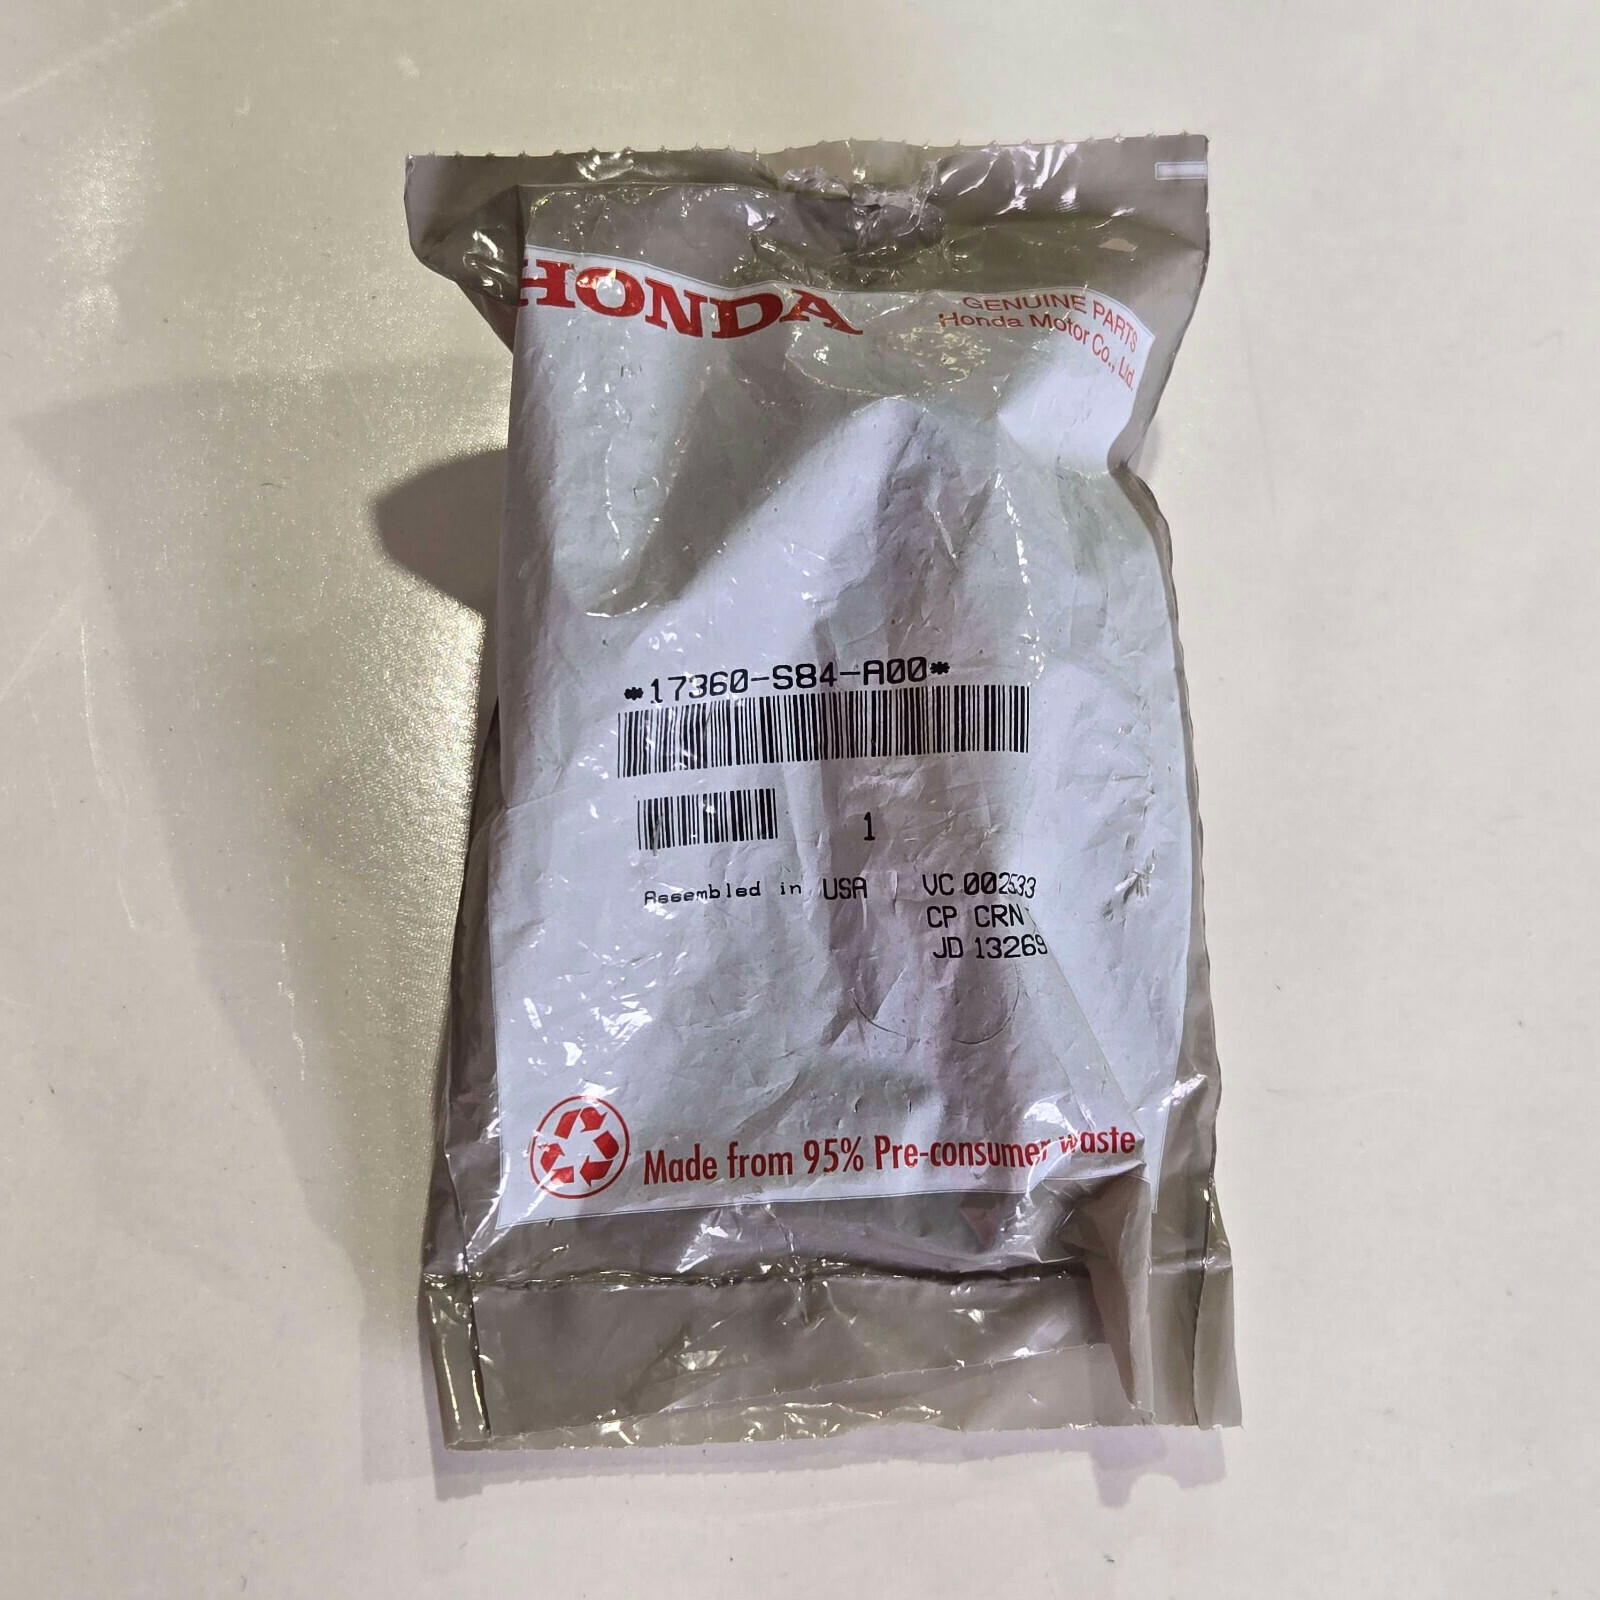 HONDA
GENUINE PARTS
Honda Motor Co., Ltd.
*17360-S84-A00*
1
Assembled in USA VC 002533
CP CRN
JD 13269
Made from 95% Pre-consumer waste